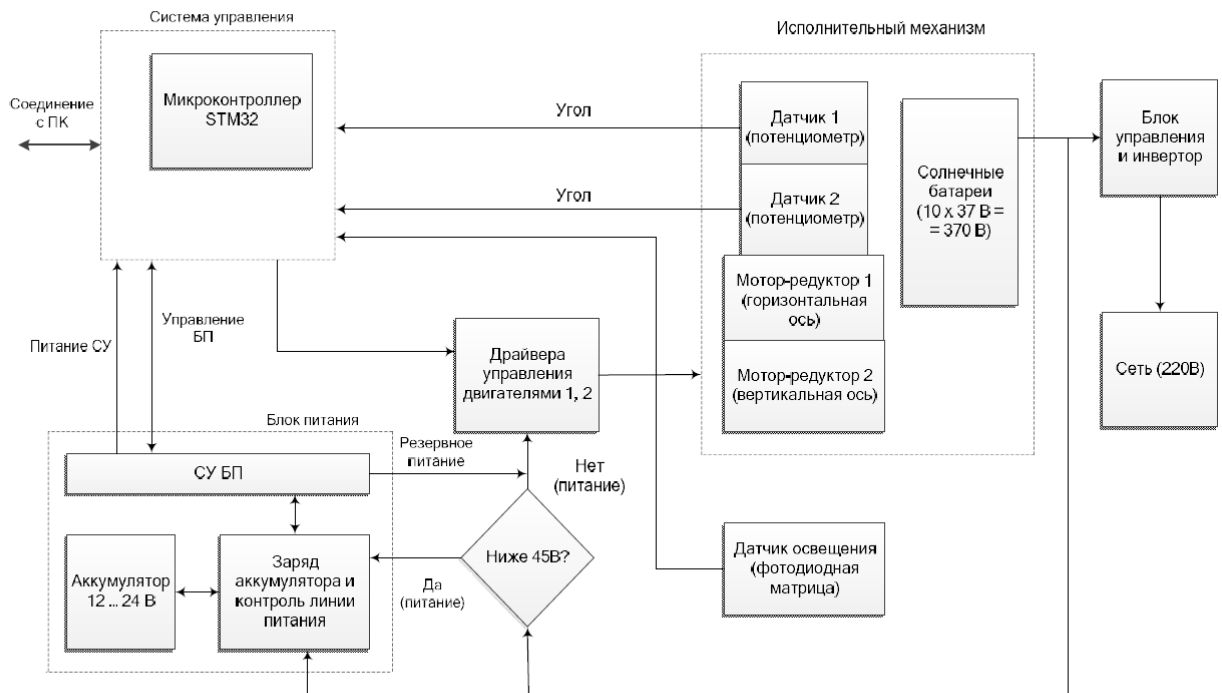 Система управления
Исполнительный механизм
Соединение
с ПК
Микроконтроллер
STM32
Угол
Датчик 1
(потенциометр)
Солнечные
батареи
(10 x 37 В =
= 370 В)
Блок
управления
и инвертор
Угол
Датчик 2
(потенциометр)
Мотор-редуктор 1
(горизонтальная
ось)
Питание СУ
Управление
БП
Драйвера
управления
двигателями 1, 2
Мотор-редуктор 2
(вертикальная ось)
Сеть (220В)
Блок питания
СУ БП
Резервное
питание
Нет
(питание)
Аккумулятор
12 ... 24 В
Заряд
аккумулятора и
контроль линии
питания
Да
(питание)
Ниже 45В?
Датчик освещения
(фотодиодная
матрица)